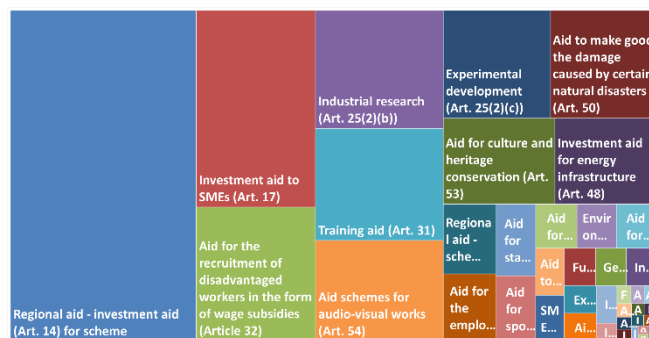 Regional aid - investment aid
(Art. 14) for scheme
Investment aid to
SMEs (Art. 17)
Aid for the
recruitment of
disadvantaged
workers in the form
of wage subsidies
(Article 32)
Industrial research
(Art. 25(2)(b))
Training aid (Art. 31)
Aid schemes for
audio-visual works
(Art. 54)
Experimental
development
(Art. 25(2)(c))
Aid to make good
the damage
caused by certain
natural disasters
(Art. 50)
Aid for culture and
heritage
conservation (Art.
53)
Investment aid
for energy
infrastructure
(Art. 48)
Regiona
l aid -
sche...
Aid for
the
emplo...
Aid
for
sta...
Aid
for
spo...
Aid
for...
Envir
on...
Aid
for...
Aid
to...
SM
E...
Fu...
Ge...
In...
Ex...
Ai...
I...
I...
F
A
A
A...
A
A...
A
I